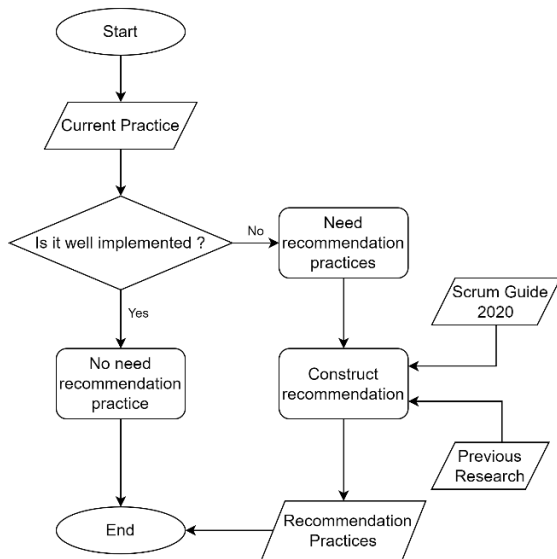 Start
Current Practice
Is it well implemented ?
No
Need
recommendation
practices
Yes
Scrum Guide
2020
No need
recommendation
practice
Construct
recommendation
Previous
Research
End
Recommendation
Practices